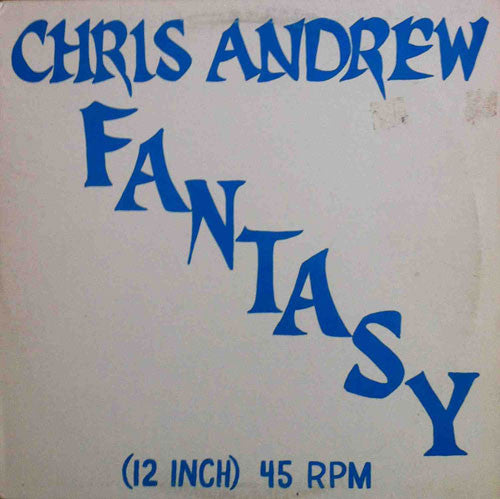 CHRIS ANDREW
FANTASY
(12 INCH) 45 RPM